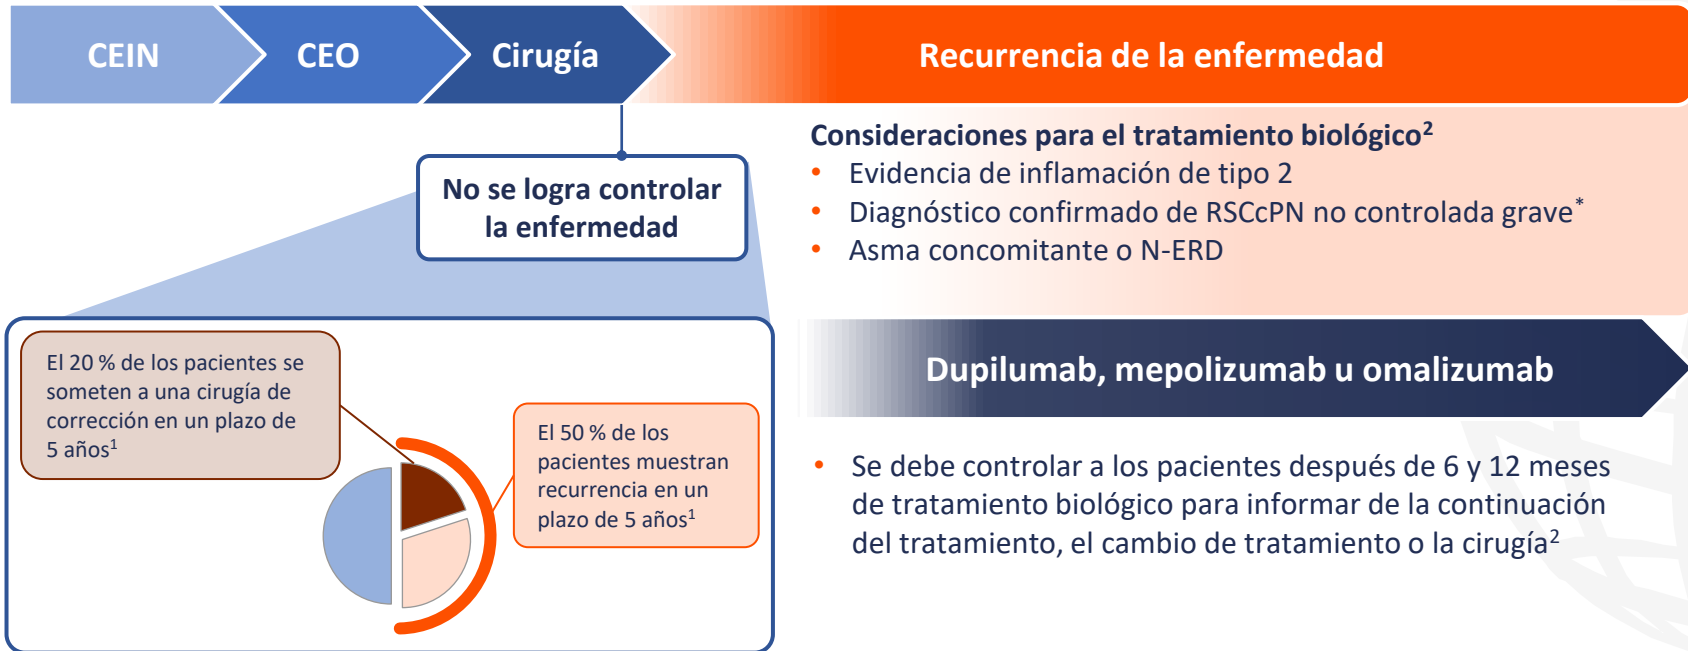 CEIN
CEO
Cirugía
Recurrencia de la enfermedad
No se logra controlar
la enfermedad
El 20 % de los pacientes se
someten a una cirugía de
corrección en un plazo de
5 años¹
El 50 % de los
pacientes muestran
recurrencia en un
plazo de 5 años¹
Consideraciones para el tratamiento biológico²
• Evidencia de inflamación de tipo 2
• Diagnóstico confirmado de RSCcPN no controlada grave*
• Asma concomitante o N-ERD
Dupilumab, mepolizumab u omalizumab
• Se debe controlar a los pacientes después de 6 y 12 meses
de tratamiento biológico para informar de la continuación
del tratamiento, el cambio de tratamiento o la cirugía²